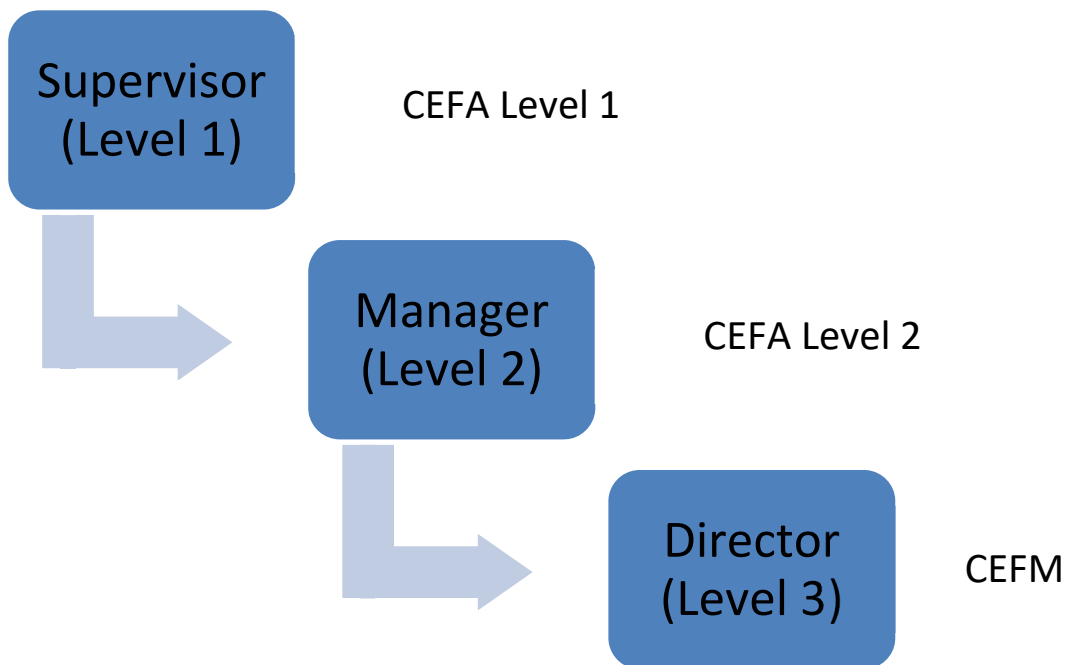 Supervisor
(Level 1)
CEFA Level 1
Manager
(Level 2)
CEFA Level 2
Director
(Level 3)
CEFM